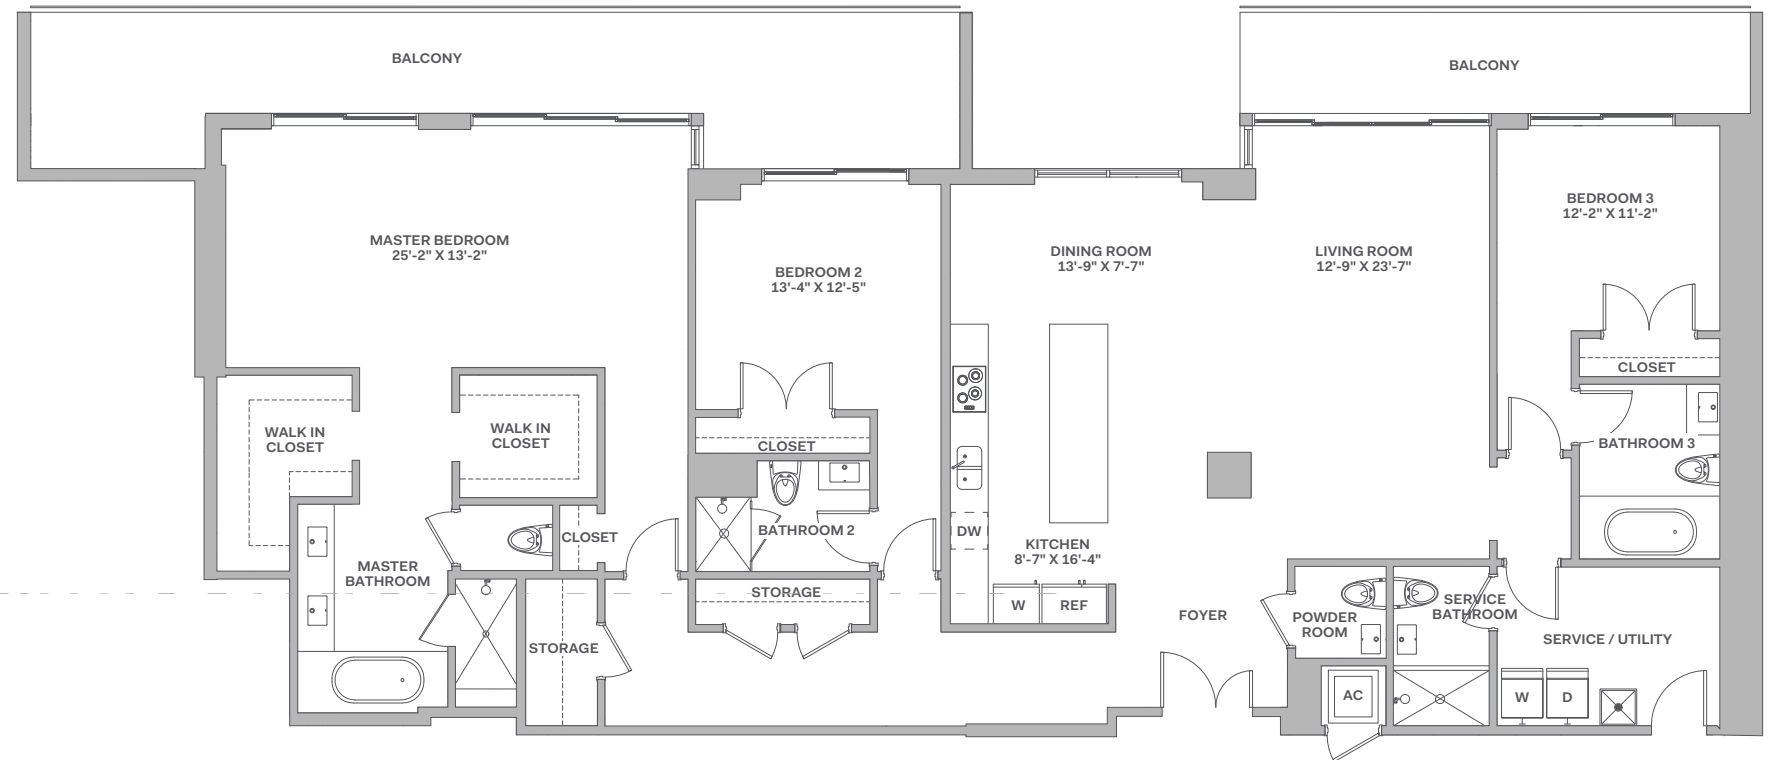 BALCONY
BALCONY
MASTER BEDROOM
25'-2" X 13'-2"
BEDROOM 2
13'-4" X 12'-5"
DINING ROOM
13'-9" X 7'-7"
LIVING ROOM
12'-9" X 23'-7"
BEDROOM 3
12'-2" X 11'-2"
WALK IN
CLOSET
WALK IN
CLOSET
CLOSET
CLOSET
BATHROOM 3
BATHROOM 2
CLOSET
DW
KITCHEN
8'-7" X 16'-4"
MASTER
BATHROOM
STORAGE
W
REF
FOYER
POWDER
ROOM
SERVICE
BATHROOM
SERVICE / UTILITY
STORAGE
AC
W
D